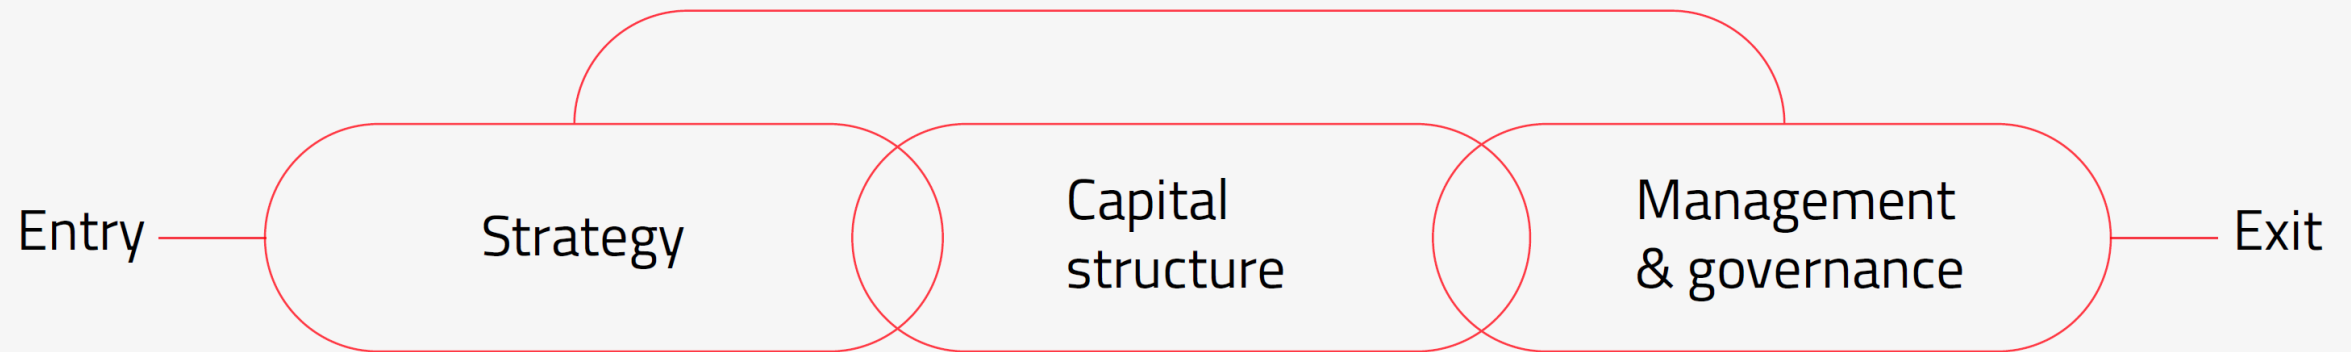 Entry
Strategy
Capital
structure
Management
& governance
Exit